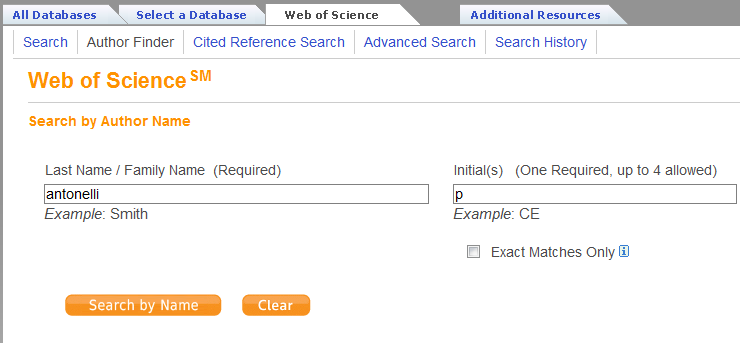 All Databases Select a Database Web of Science Additional Resources
Search Author Finder Cited Reference Search Advanced Search Search History
Web of Science SM
Search by Author Name
Last Name / Family Name (Required) Initial(s) (One Required, up to 4 allowed)
antonelli p
Example: Smith Example: CE
Exact Matches Only i
Search by Name Clear